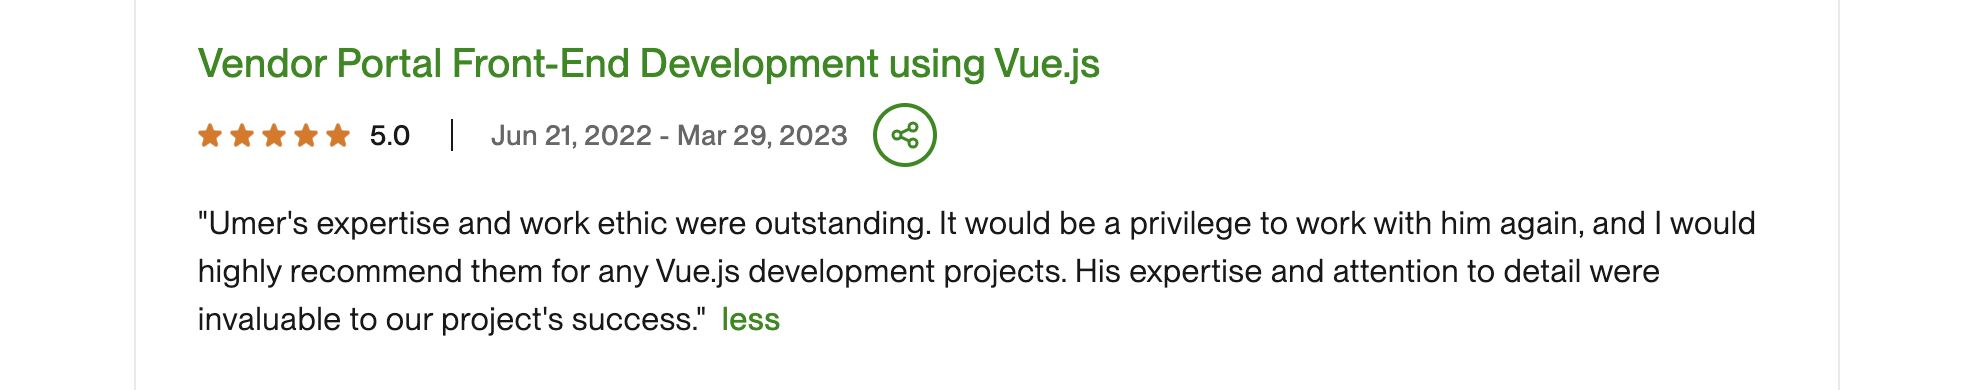 Vendor Portal Front-End Development using Vue.js
5.0 | Jun 21, 2022 - Mar 29, 2023
"Umer's expertise and work ethic were outstanding. It would be a privilege to work with him again, and I would
highly recommend them for any Vue.js development projects. His expertise and attention to detail were
invaluable to our project's success." less